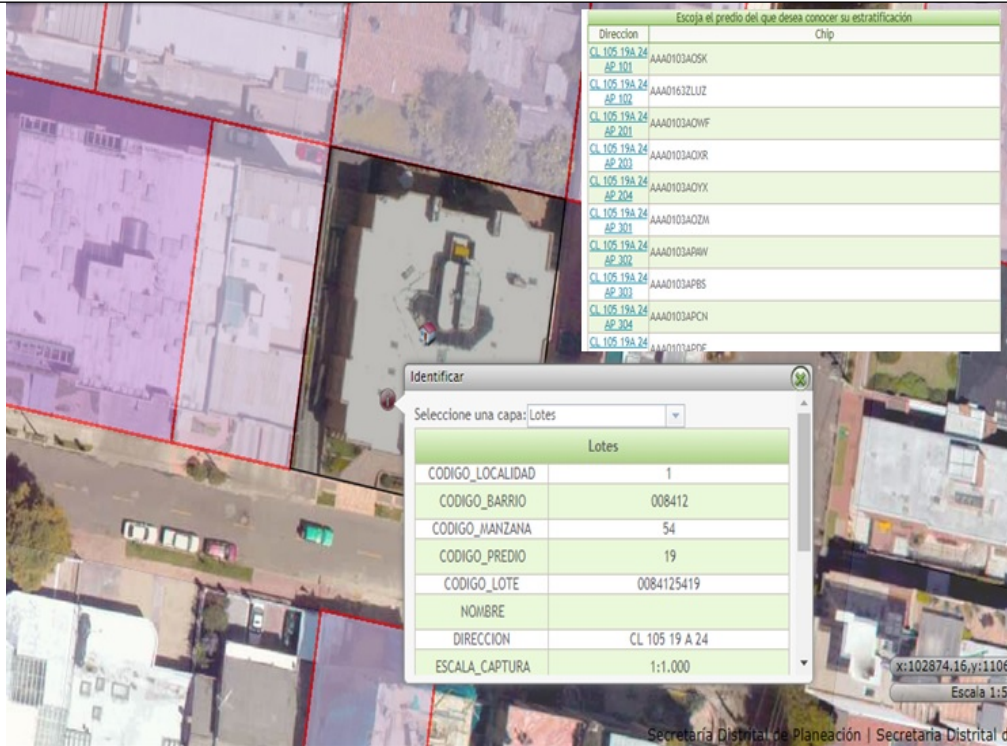 Escoja el predio del que desea conocer su estratificación
Direccion Chip
CL 105 19A 24 AP 101 AAA0103AOSK
CL 105 19A 24 AP 102 AAA0163ZLUZ
CL 105 19A 24 AP 201 AAA0103AOWF
CL 105 19A 24 AP 203 AAA0103AOXR
CL 105 19A 24 AP 204 AAA0103AOYX
CL 105 19A 24 AP 301 AAA0103AOZM
CL 105 19A 24 AP 302 AAA0103APAW
CL 105 19A 24 AP 303 AAA0103APBS
CL 105 19A 24 AP 304 AAA0103APCN
CL 105 19A 24 AAA0103APDE
Identificar
Seleccione una capa: Lotes
Lotes
CODIGO_LOCALIDAD 1
CODIGO_BARRIO 008412
CODIGO_MANZANA 54
CODIGO_PREDIO 19
CODIGO_LOTE 0084125419
NOMBRE
DIRECCION CL 105 19 A 24
ESCALA_CAPTURA 1:1.000
x:102874.16,y:1106
Escala 1:5
Secretaría Distrital de Planeación | Secretaria Distrital